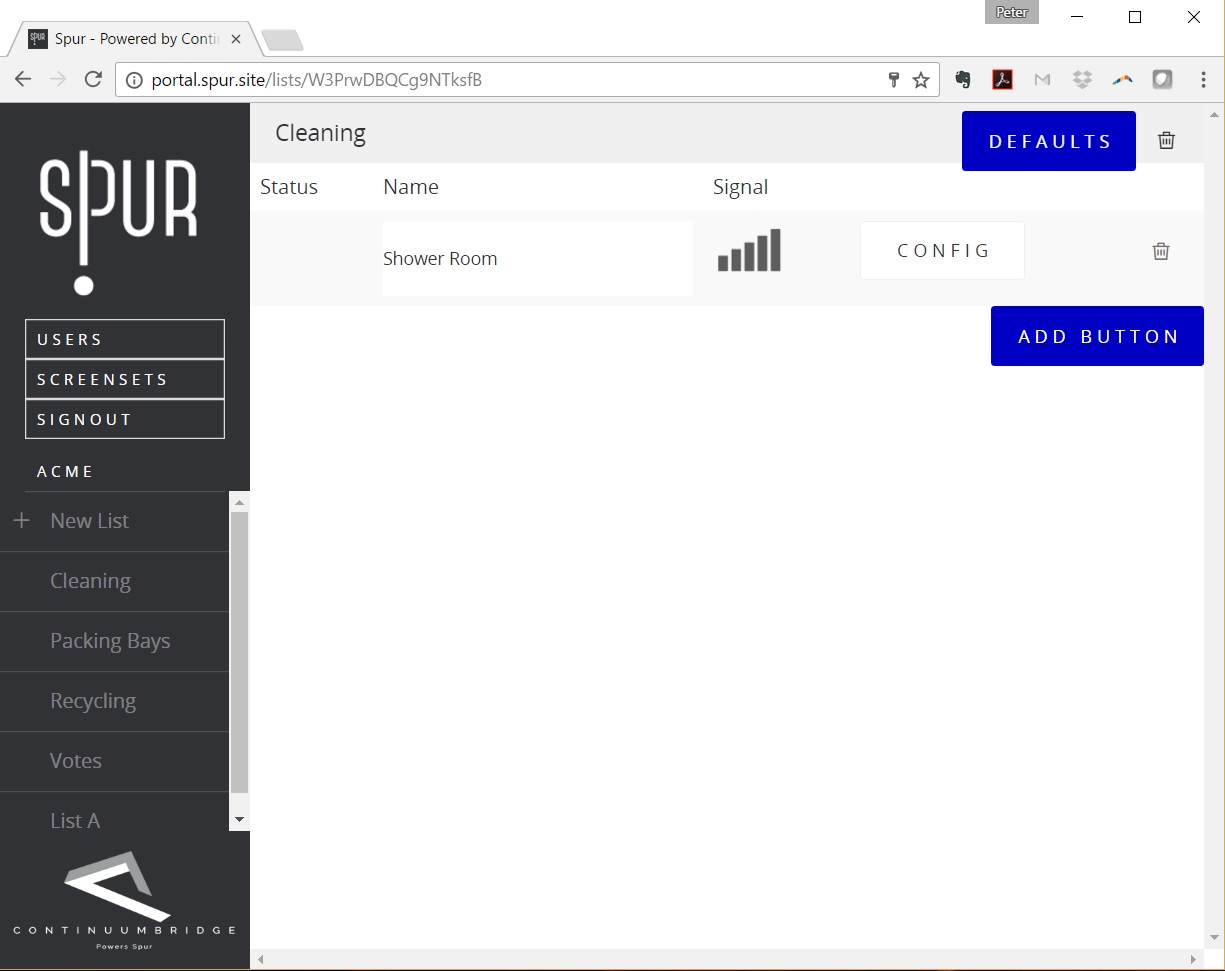 Peter
Spur - Powered by Conti
portal.spur.site/lists/W3PrwDBQCg9NTksfB
SPUR
USERS
SCREENSETS
SIGNOUT
ACME
New List
Cleaning
Packing Bays
Recycling
Votes
List A
CONTINUUMBRIDGE
Powers Spur
Cleaning
DEFAULTS
Status Name Signal
Shower Room CONFIG
ADD BUTTON